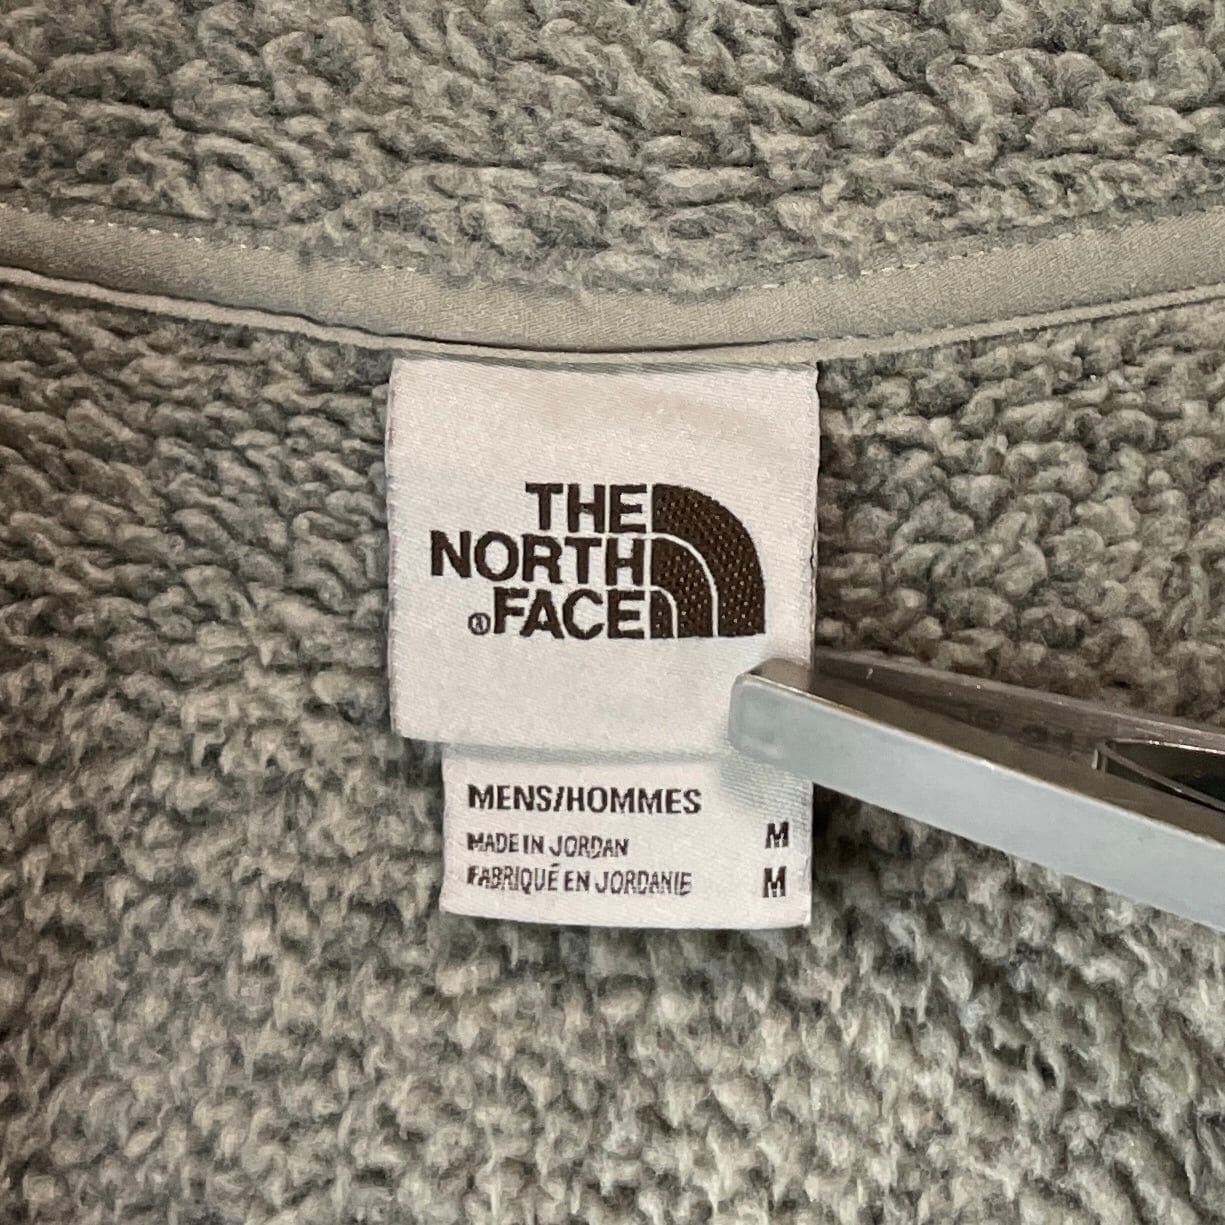 THE
NORTH
®FACE
MENS/HOMMES
MADE IN JORDAN M
FABRIQUÉ EN JORDANIE M